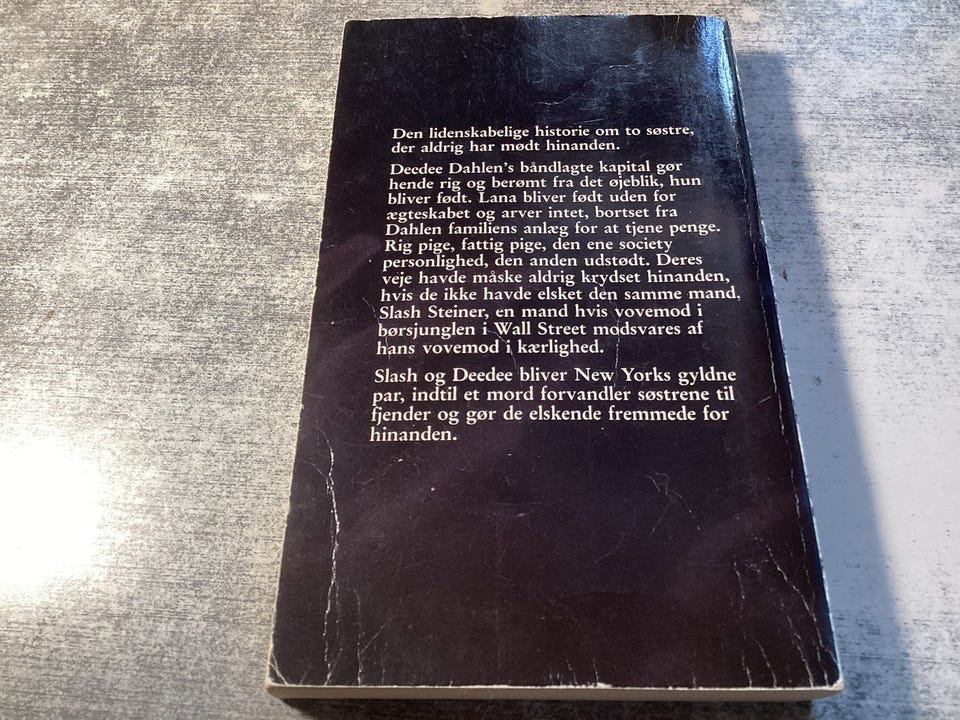 Den lidenskabelige historie om to søstre,
der aldrig har mødt hinanden.
Deedee Dahlen's båndlagte kapital gør
hende rig og berømt fra det øjeblik, hun
bliver født. Lana bliver født uden for
ægteskabet og arver intet, bortset fra
Dahlen familiens anlæg for at tjene penge.
Rig pige, fattig pige, den ene society
personlighed, den anden udstødt. Deres
veje havde måske aldrig krydset hinanden,
hvis de ikke havde elsket den samme mand,
Slash Steiner, en mand hvis vovemod i
børsjunglen i Wall Street modsvares af
hans vovemod i kærlighed.
Slash og Deedee bliver New Yorks gyldne
par, indtil et mord forvandler søstrene til
fjender og gør de elskende fremmede for
hinanden.